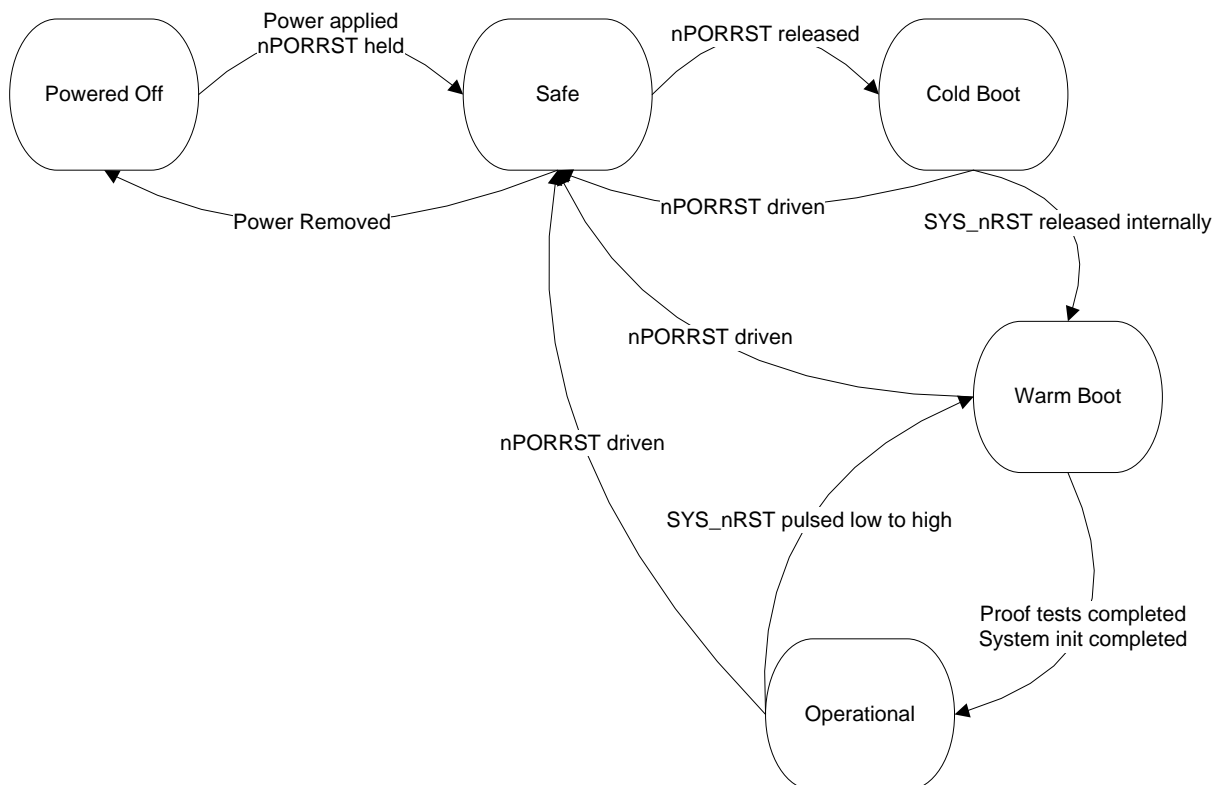 Power applied
nPORRST held
nPORRST released
Powered Off
Safe
Cold Boot
Power Removed
nPORRST driven
SYS_nRST released internally
nPORRST driven
Warm Boot
nPORRST driven
SYS_nRST pulsed low to high
Proof tests completed
System init completed
Operational